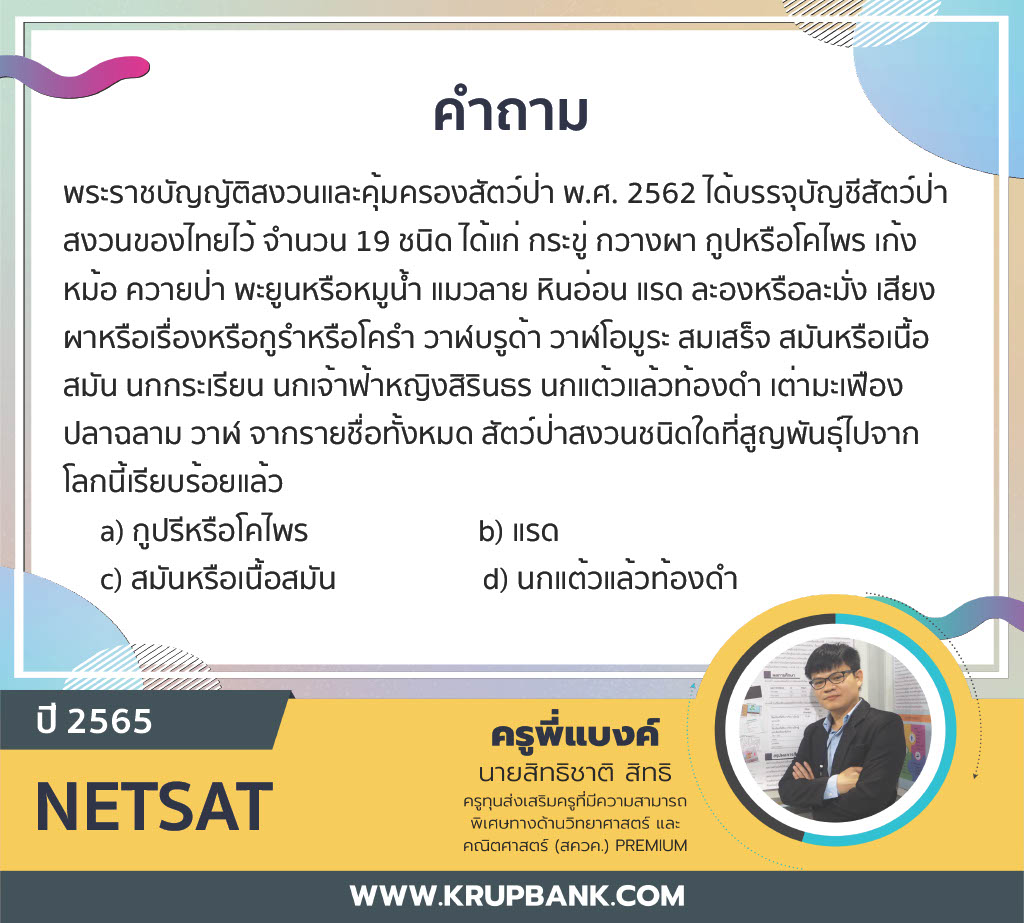 คำถาม
พระราชบัญญัติสงวนและคุ้มครองสัตว์ป่า พ.ศ. 2562 ได้บรรจุบัญชีสัตว์ป่า
สงวนของไทยไว้ จำนวน 19 ชนิด ได้แก่ กระซู่ กวางผา กูปหรือโคไพร เก้ง
หม้อ ควายป่า พะยูนหรือหมูน้ำ แมวลาย หินอ่อน แรด ละองหรือละมั่ง เสียง
ผาหรือเรื่องหรือกูรำหรือโครำ วาฬบรูด้า วาฬโอมูระ สมเสร็จ สมันหรือเนื้อ
สมัน นกกระเรียน นกเจ้าฟ้าหญิงสิรินธร นกแต้วแล้วท้องดำ เต่ามะเฟือง
ปลาฉลาม วาฬ จากรายชื่อทั้งหมด สัตว์ป่าสงวนชนิดใดที่สูญพันธุ์ไปจาก
โลกนี้เรียบร้อยแล้ว
a) กูปรีหรือโคไพร b) แรด
c) สมันหรือเนื้อสมัน d) นกแต้วแล้วท้องดำ
ปี 2565
NETSAT
ครูพี่แบงค์
นายสิทธิชาติ สิทธิ
ครูทุนส่งเสริมครูที่มีความสามารถ
พิเศษทางด้านวิทยาศาสตร์ และ
คณิตศาสตร์ (สควค.) PREMIUM
WWW.KRUPBANK.COM